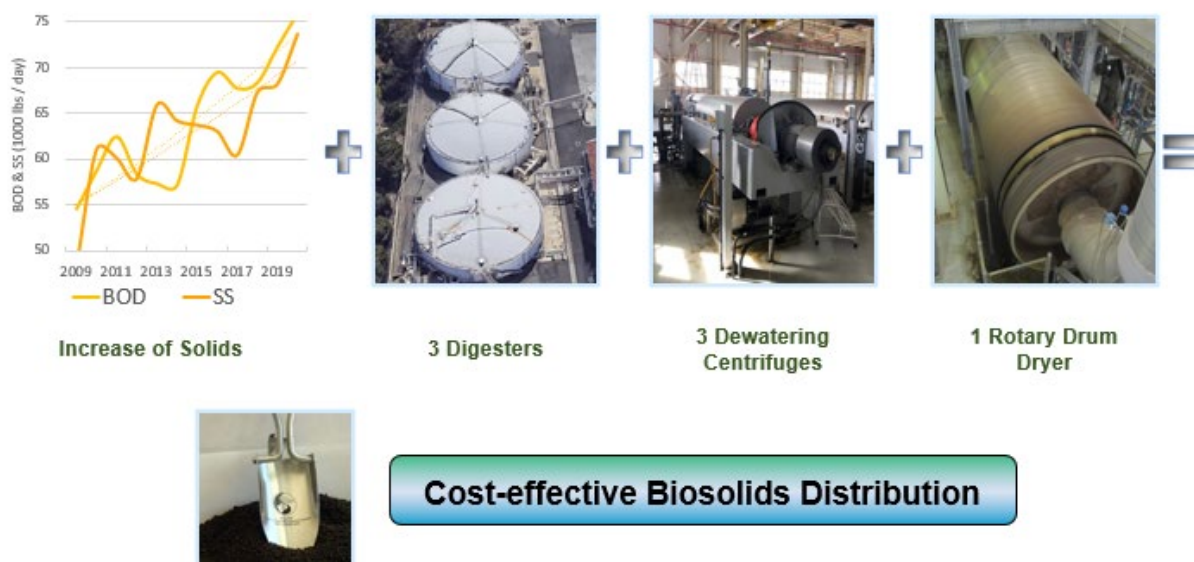 75
70
65
60
55
50
BOD & SS (1000 lbs / day)
2009 2011 2013 2015 2017 2019
BOD SS
Increase of Solids
3 Digesters
3 Dewatering
Centrifuges
1 Rotary Drum
Dryer
Cost-effective Biosolids Distribution